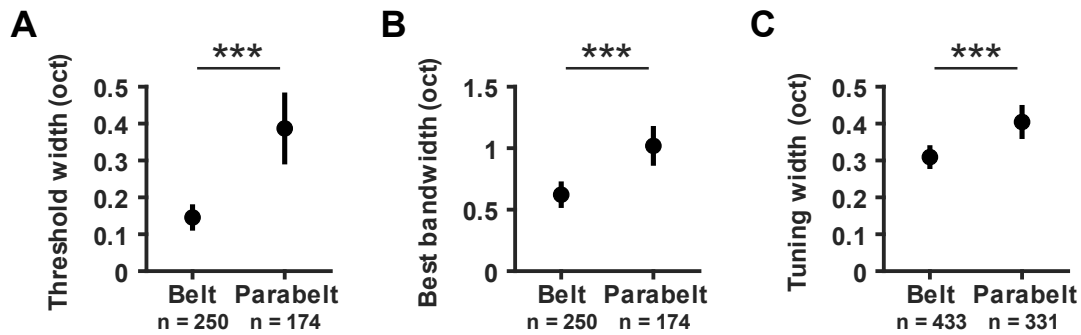 A
***
Threshold width (oct)
0.5
0.4
0.3
0.2
0.1
0
Belt Parabelt
n = 250 n = 174
B
***
Best bandwidth (oct)
1.5
1
0.5
0
Belt Parabelt
n = 250 n = 174
C
***
Tuning width (oct)
0.5
0.4
0.3
0.2
0.1
0
Belt Parabelt
n = 433 n = 331